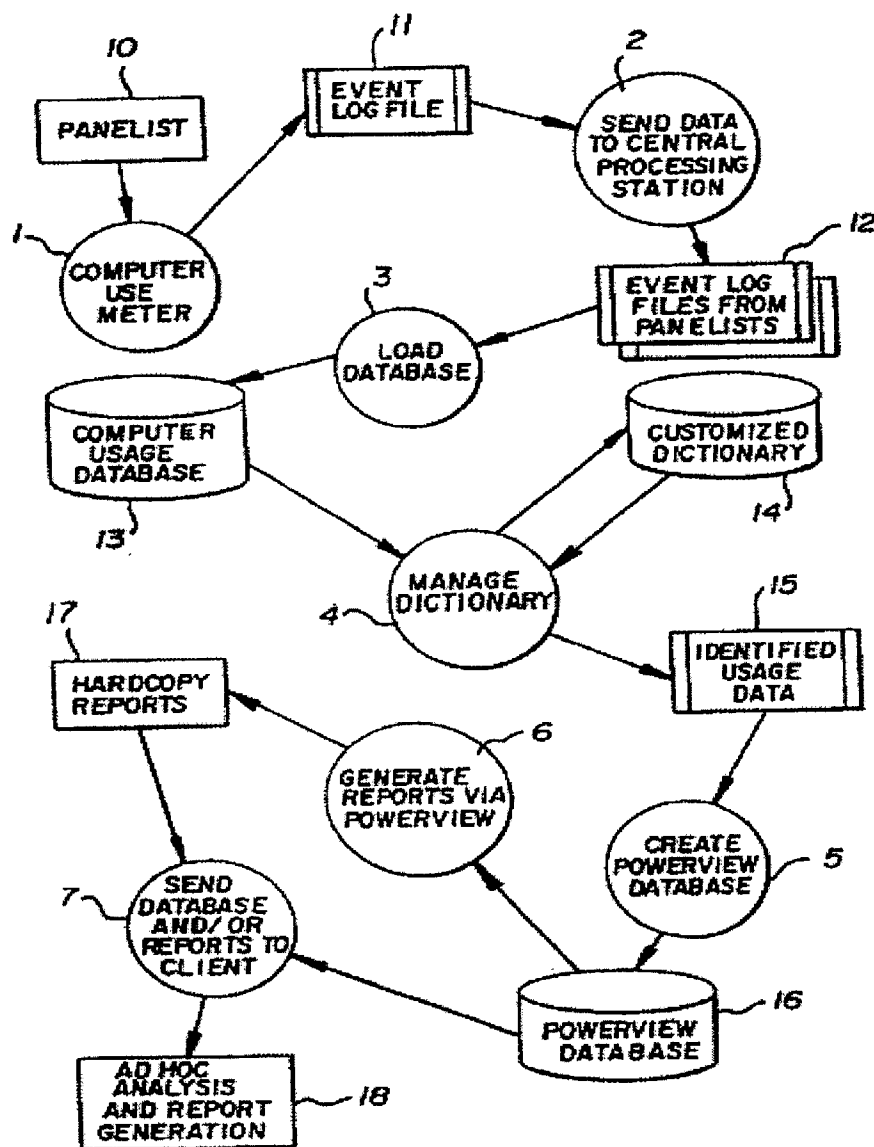 10
PANELIST
11
EVENT
LOG FILE
2
SEND DATA
TO CENTRAL
PROCESSING
STATION
1
COMPUTER
USE
METER
12
EVENT LOG
FILES FROM
PANELISTS
3
LOAD
DATABASE
COMPUTER
USAGE
DATABASE
13
CUSTOMIZED
DICTIONARY
14
MANAGE
DICTIONARY
4
15
IDENTIFIED
USAGE
DATA
17
HARDCOPY
REPORTS
6
GENERATE
REPORTS VIA
POWERVIEW
CREATE
POWERVIEW
DATABASE
5
7
SEND
DATABASE
AND/OR
REPORTS TO
CLIENT
POWERVIEW
DATABASE
16
AD HOC
ANALYSIS
AND REPORT
GENERATION
18